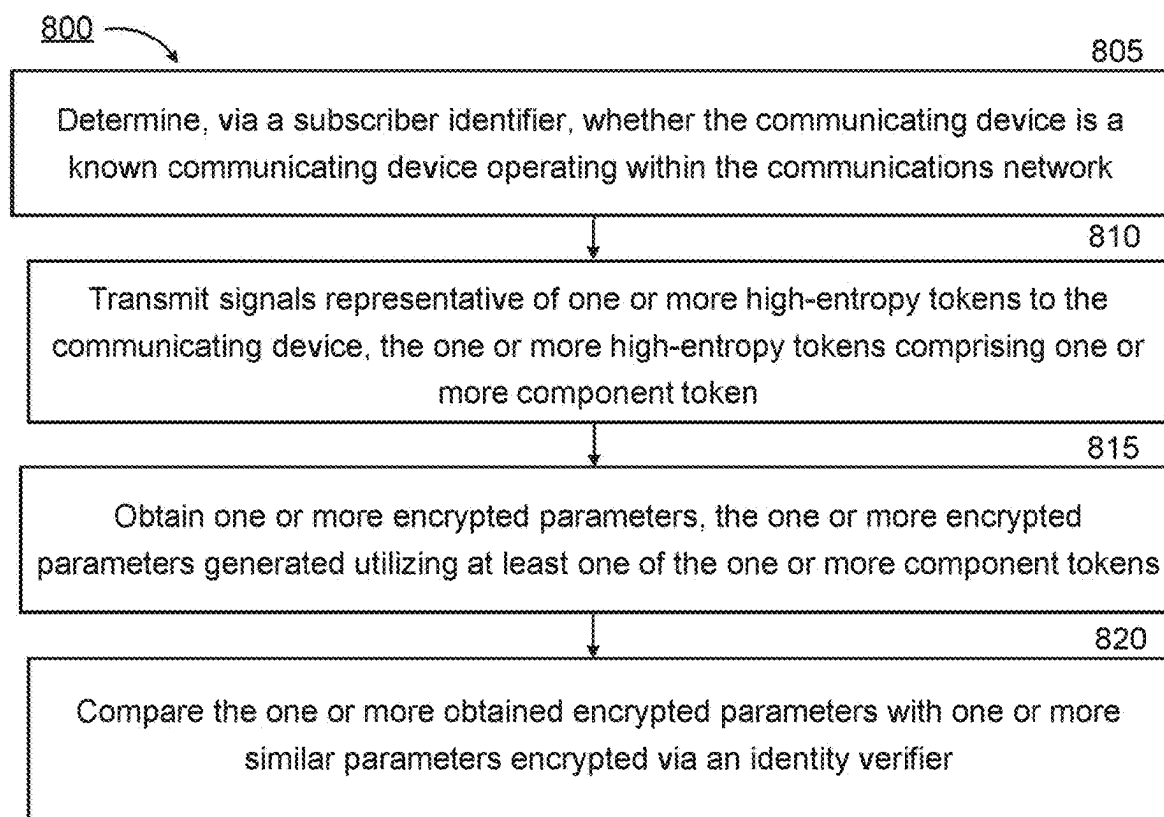 800
805
Determine, via a subscriber identifier, whether the communicating device is a
known communicating device operating within the communications network
810
Transmit signals representative of one or more high-entropy tokens to the
communicating device, the one or more high-entropy tokens comprising one or
more component token
815
Obtain one or more encrypted parameters, the one or more encrypted
parameters generated utilizing at least one of the one or more component tokens
820
Compare the one or more obtained encrypted parameters with one or more
similar parameters encrypted via an identity verifier